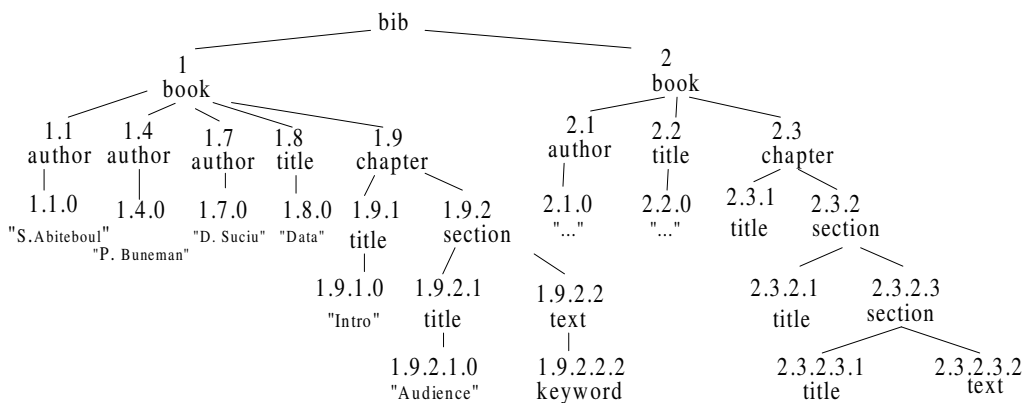 bib
1 2
book book
1.1 1.4 1.7 1.8 1.9 2.1 2.2 2.3
author author author title chapter author title chapter
1.1.0 1.4.0 1.7.0 1.8.0 1.9.1 1.9.2 2.1.0 2.2.0 2.3.1 2.3.2
"S.Abiteboul" "P. Buneman" "D. Suciu" "Data" title section "..." "..." title section
1.9.1.0 1.9.2.1 1.9.2.2 2.3.2.1 2.3.2.3
"Intro" title text title section
1.9.2.1.0 1.9.2.2.2 2.3.2.3.1 2.3.2.3.2
"Audience" keyword title text